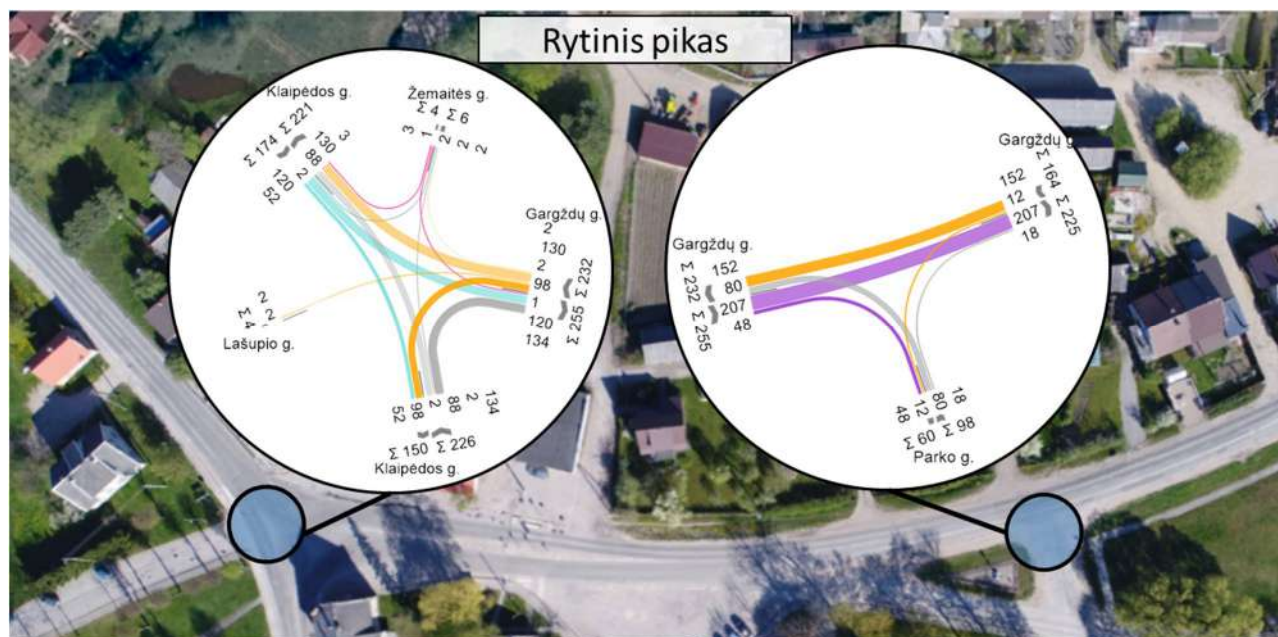 Rytinis pikas
Klaipėdos g.
Σ 174 Σ 221
3
130
88
2
120
52
Žemaitės g.
Σ 4 Σ 6
3
1
2
2
2
Gargždų g.
2
130
2
98
1
120
134
Σ 232
Σ 255
2
2
Σ 4
Lašupio g.
52
98
2
88
2
134
Σ 150 Σ 226
Klaipėdos g.
Gargždų g.
152
12
207
18
Σ 164 Σ 225
Gargždų g.
152
80
207
48
Σ 232 Σ 255
48
12
80
18
Σ 60 Σ 98
Parko g.